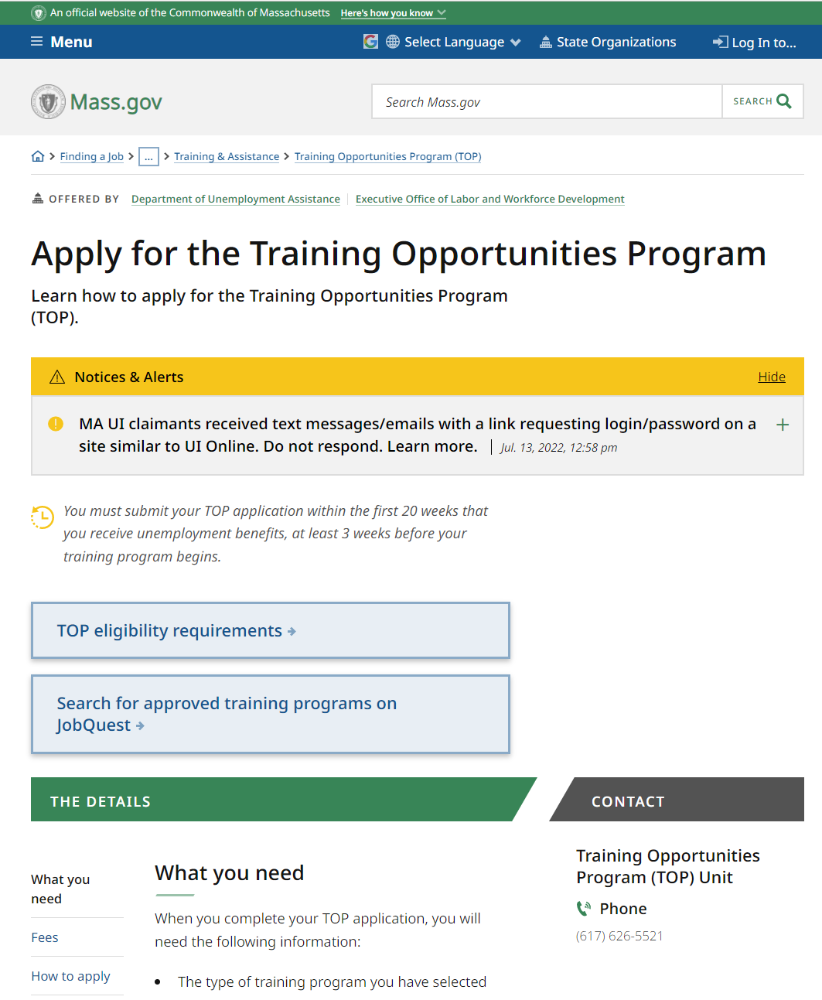 An official website of the Commonwealth of Massachusetts Here's how you know
Menu Select Language State Organizations Log In to...
Mass.gov Search Mass.gov SEARCH
Finding a Job ... Training & Assistance Training Opportunities Program (TOP)
OFFERED BY Department of Unemployment Assistance Executive Office of Labor and Workforce Development
Apply for the Training Opportunities Program
Learn how to apply for the Training Opportunities Program
(TOP).
Notices & Alerts Hide
MA UI claimants received text messages/emails with a link requesting login/password on a
site similar to UI Online. Do not respond. Learn more. Jul. 13, 2022, 12:58 pm
You must submit your TOP application within the first 20 weeks that
you receive unemployment benefits, at least 3 weeks before your
training program begins.
TOP eligibility requirements
Search for approved training programs on
JobQuest
THE DETAILS
What you
need
Fees
How to apply
What you need
When you complete your TOP application, you will
need the following information:
• The type of training program you have selected
CONTACT
Training Opportunities
Program (TOP) Unit
Phone
(617) 626-5521